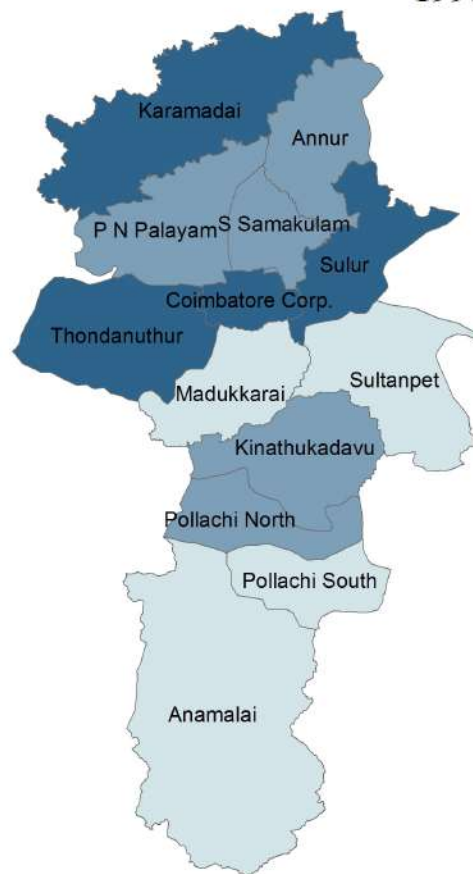 Karamadai
Annur
P N Palayam
S Samakulam
Sulur
Coimbatore Corp.
Thondanuthur
Madukkarai
Sultanpet
Kinathukadavu
Pollachi North
Pollachi South
Anamalai